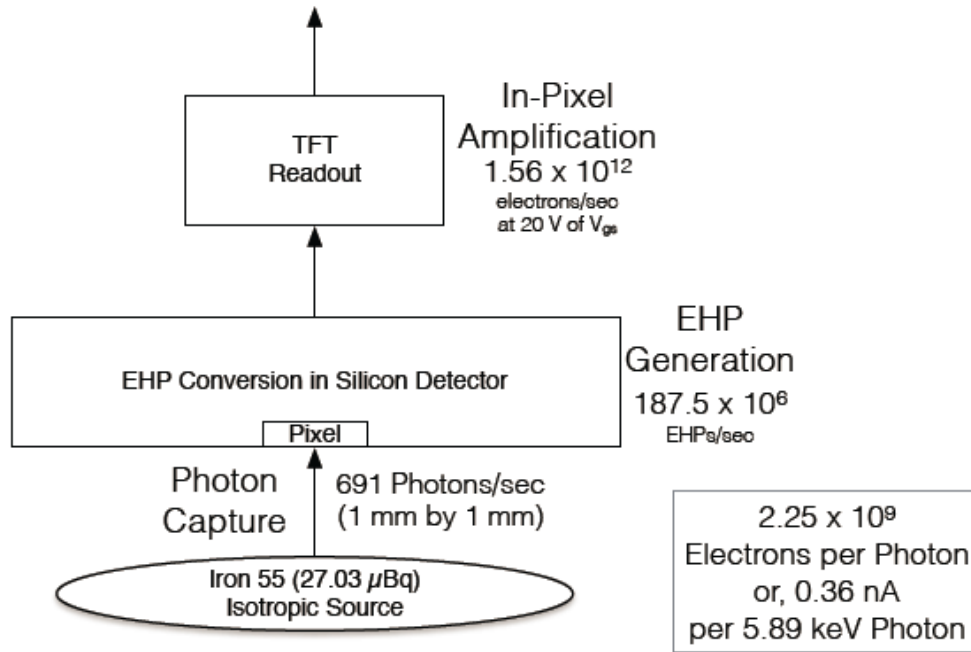 TFT
Readout
In-Pixel
Amplification
1.56 x 10¹²
electrons/sec
at 20 V of Vgs
EHP Conversion in Silicon Detector
Pixel
EHP
Generation
187.5 x 10⁶
EHPs/sec
Photon
Capture
691 Photons/sec
(1 mm by 1 mm)
Iron 55 (27.03 µBq)
Isotropic Source
2.25 x 10⁹
Electrons per Photon
or, 0.36 nA
per 5.89 keV Photon